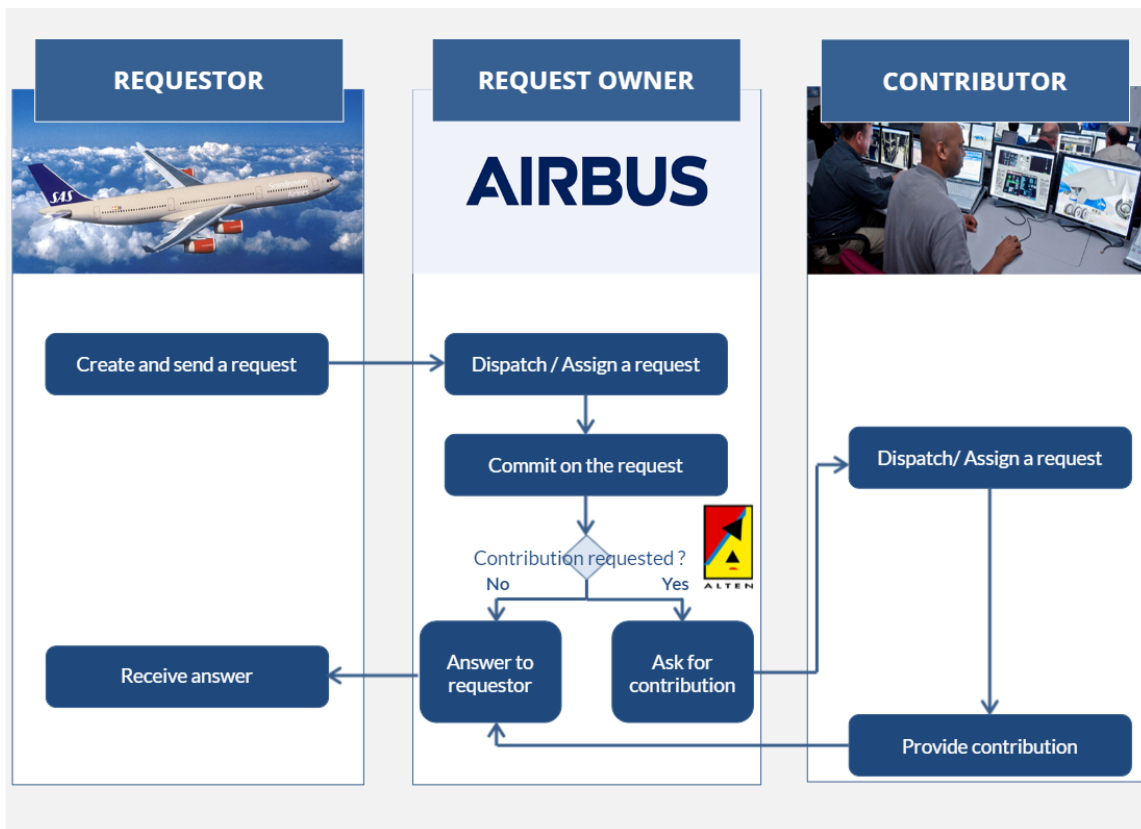 REQUESTOR
REQUEST OWNER
CONTRIBUTOR
SAS
AIRBUS
Create and send a request
Dispatch / Assign a request
Commit on the request
Dispatch/ Assign a request
Contribution requested ?
No
Yes
ALTEN
Receive answer
Answer to
requestor
Ask for
contribution
Provide contribution